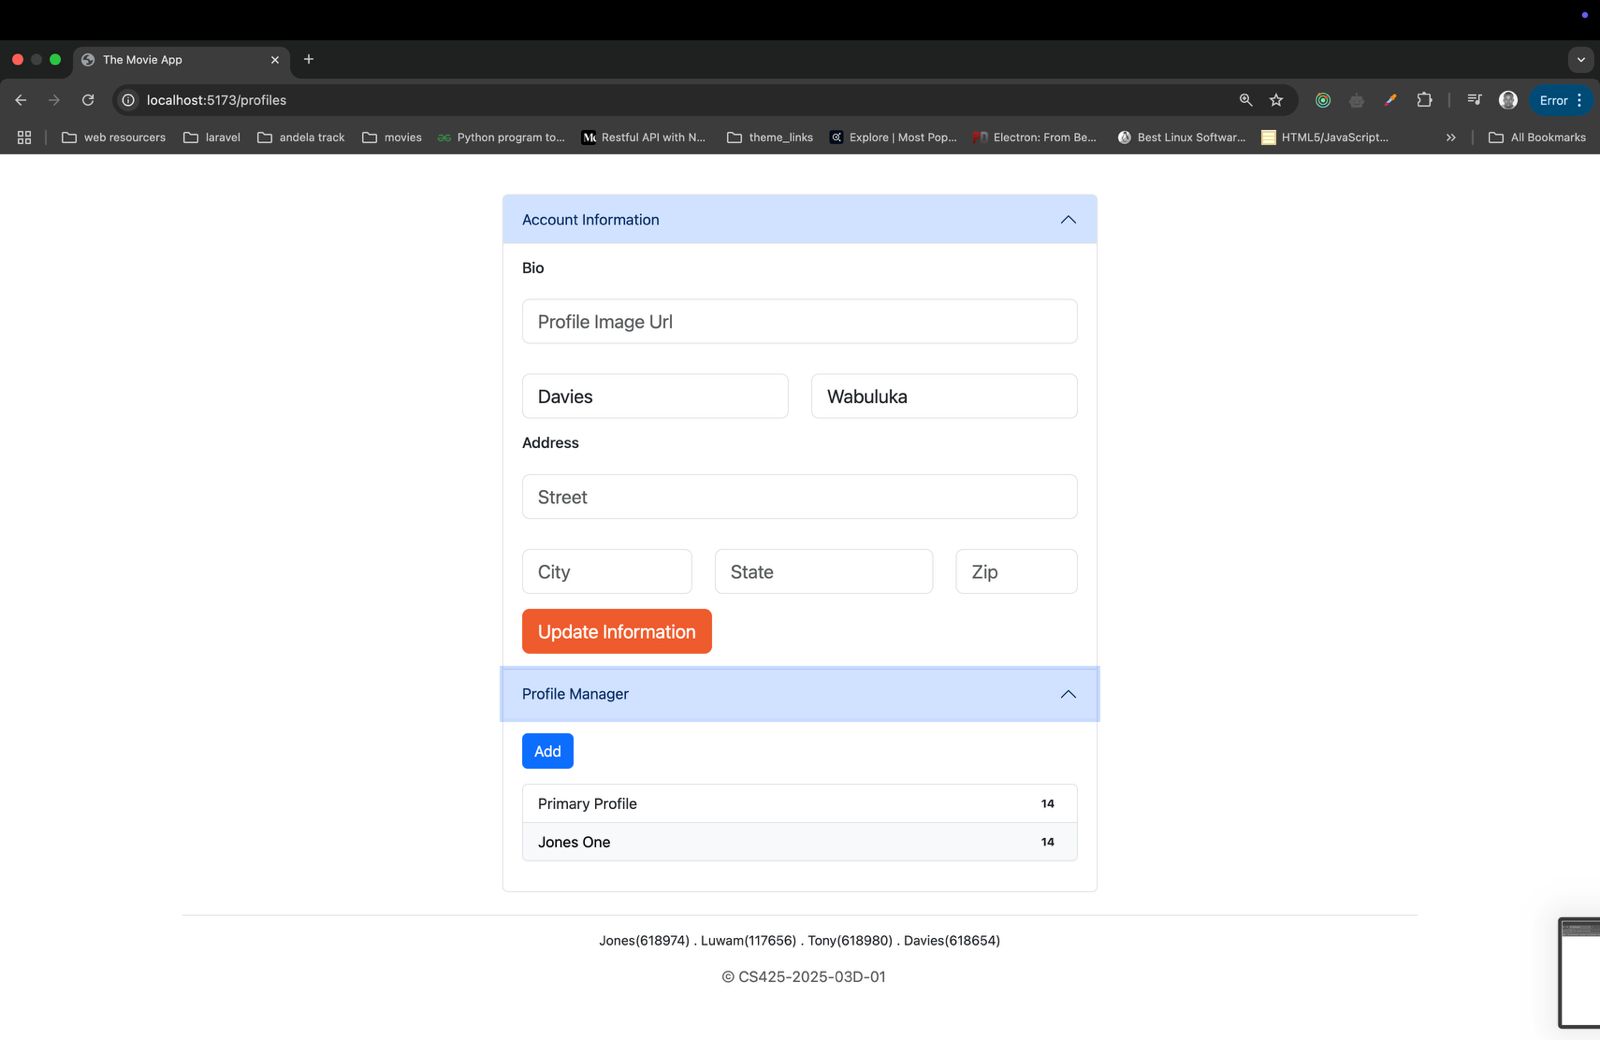 The Movie App
localhost:5173/profiles
Error
web resourcers
laravel
andela track
movies
Python program to...
Restful API with N...
theme_links
Explore | Most Pop...
Electron: From Be...
Best Linux Softwar...
HTML5/JavaScript...
All Bookmarks
Account Information
Bio
Profile Image Url
Davies Wabuluka
Address
Street
City State Zip
Update Information
Profile Manager
Add
Primary Profile 14
Jones One 14
Jones(618974) . Luwam(117656) . Tony(618980) . Davies(618654)
© CS425-2025-03D-01